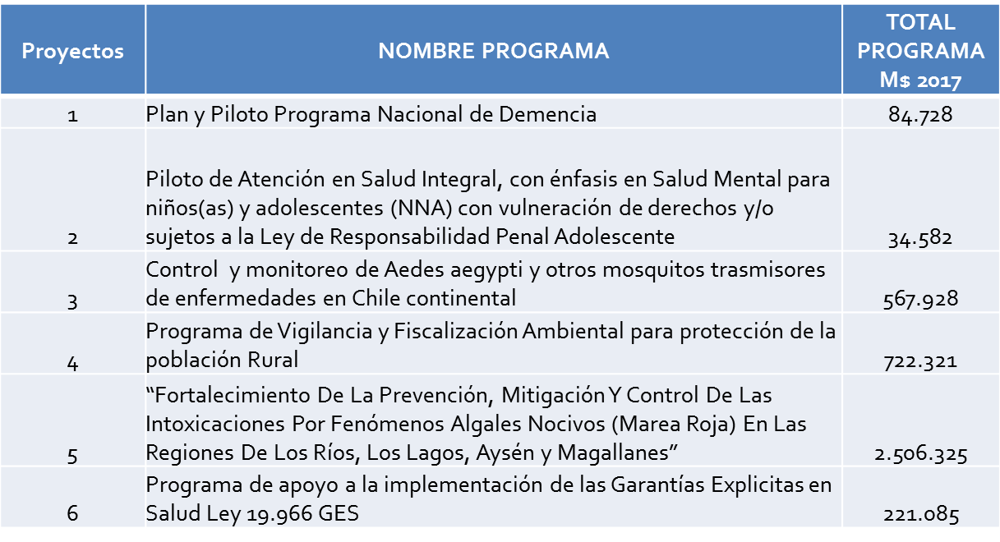 Proyectos
NOMBRE PROGRAMA
TOTAL
PROGRAMA
M$ 2017
1
Plan y Piloto Programa Nacional de Demencia
84.728
Piloto de Atención en Salud Integral, con énfasis en Salud Mental para
niños(as) y adolescentes (NNA) con vulneración de derechos y/o
2
sujetos a la Ley de Responsabilidad Penal Adolescente
34.582
Control y monitoreo de Aedes aegypti y otros mosquitos trasmisores
3
de enfermedades en Chile continental
567.928
Programa de Vigilancia y Fiscalización Ambiental para protección de la
4
población Rural
722.321
“Fortalecimiento De La Prevención, Mitigación Y Control De Las
Intoxicaciones Por Fenómenos Algales Nocivos (Marea Roja) En Las
5
Regiones De Los Ríos, Los Lagos, Aysén y Magallanes”
2.506.325
Programa de apoyo a la implementación de las Garantías Explicitas en
6
Salud Ley 19.966 GES
221.085